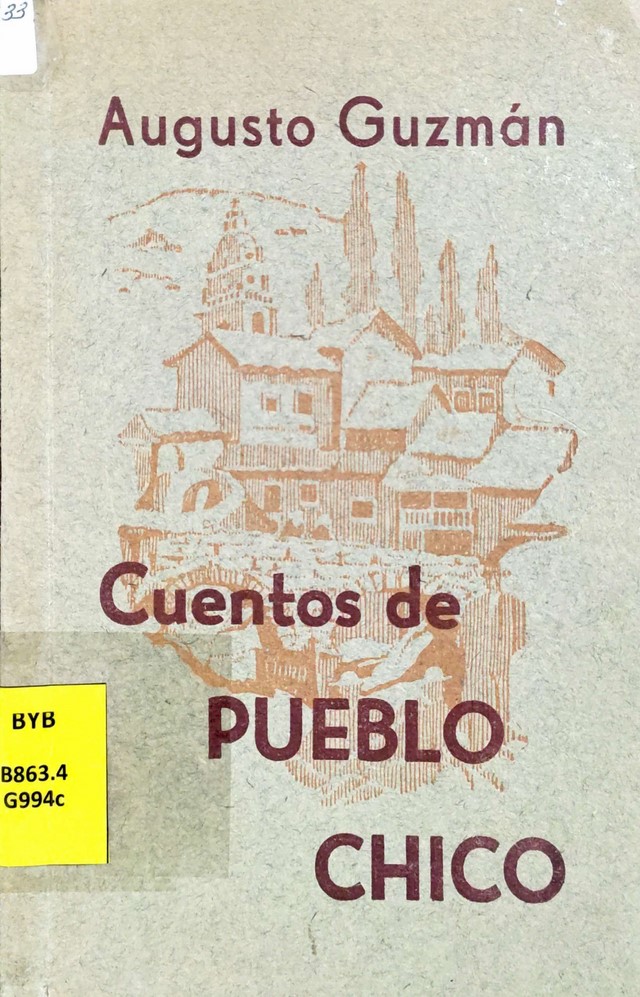 33
Augusto Guzmán
Cuentos de
PUEBLO
CHICO
BYB
B863.4
G994c